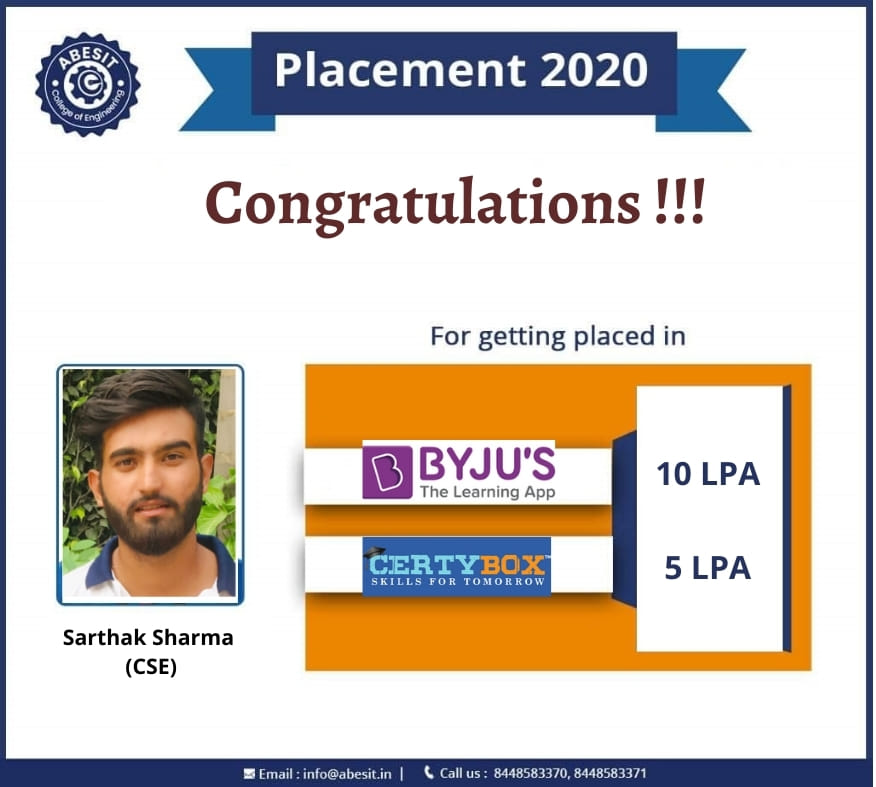 ABESIT
College of Engineering
Placement 2020
Congratulations !!!
For getting placed in
BYJU'S
The Learning App
10 LPA
CERTYBOX™
SKILLS FOR TOMORROW
5 LPA
Sarthak Sharma
(CSE)
Email : info@abesit.in | Call us : 8448583370, 8448583371